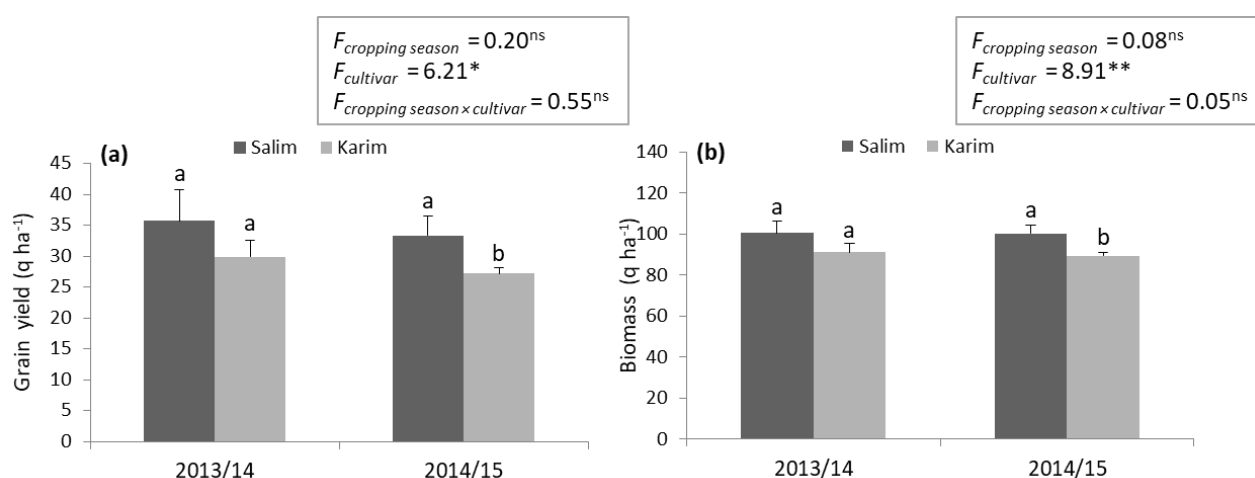 F cropping season = 0.20ns
F cultivar = 6.21*
F cropping season × cultivar = 0.55ns
(a)
Salim
Karim
Grain yield (q ha-1)
45
40
35
30
25
20
15
10
5
0
a
a
a
b
2013/14
2014/15
F cropping season = 0.08ns
F cultivar = 8.91**
F cropping season × cultivar = 0.05ns
(b)
Salim
Karim
Biomass (q ha-1)
140
120
100
80
60
40
20
0
a
a
a
b
2013/14
2014/15